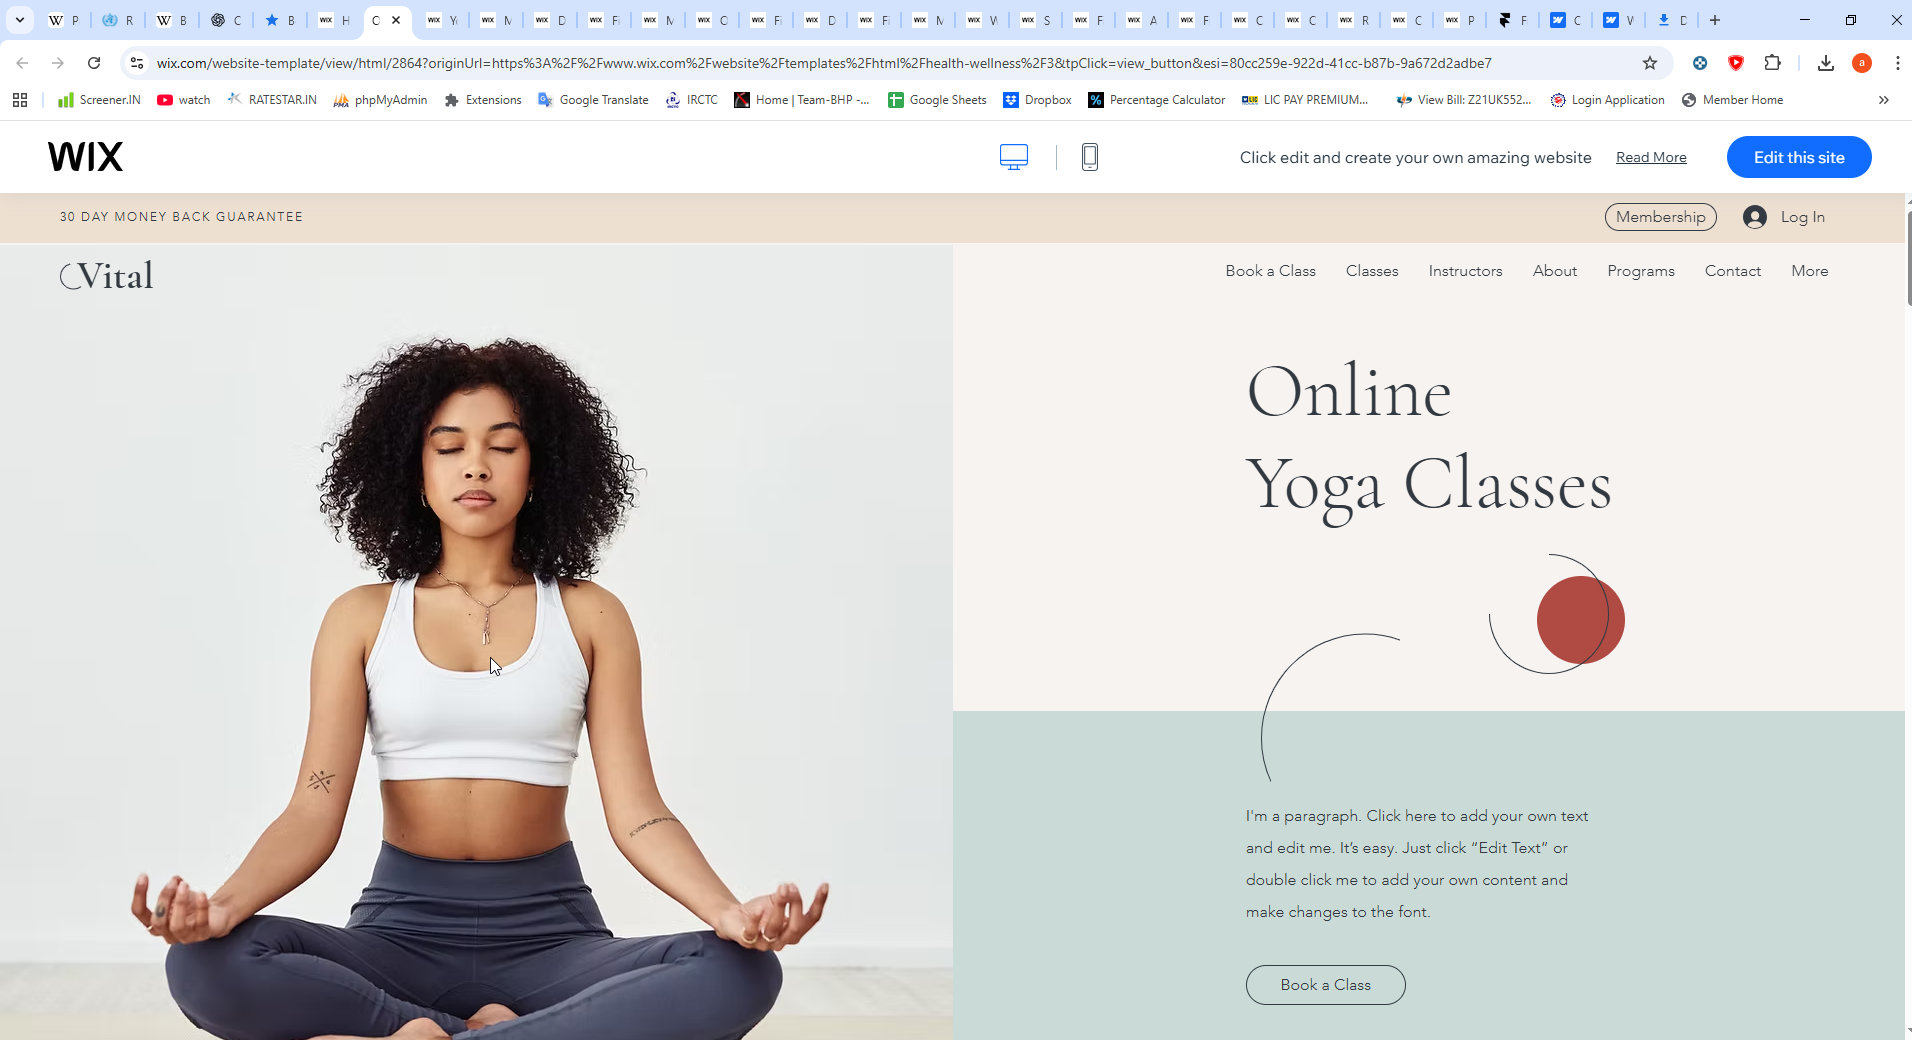 P
R
B
C
B
H
O
D
wix.com/website-template/view/html/2864?originUrl=https%3A%2F%2Fwww.wix.com%2Fwebsite%2Ftemplates%2Fhtml%2Fhealth-wellness%2F3&tpClick=view_button&esi=80cc259e-922d-41cc-b87b-9a672d2adbe7
Screener.IN watch RATESTAR.IN phpMyAdmin Extensions Google Translate IRCTC Home | Team-BHP -... Google Sheets Dropbox Percentage Calculator LIC PAY PREMIUM... View Bill: Z21UK552... Login Application Member Home
WIX
Click edit and create your own amazing website Read More Edit this site
30 DAY MONEY BACK GUARANTEE
Membership Log In
Vital
Book a Class Classes Instructors About Programs Contact More
Online
Yoga Classes
I'm a paragraph. Click here to add your own text
and edit me. It’s easy. Just click “Edit Text” or
double click me to add your own content and
make changes to the font.
Book a Class